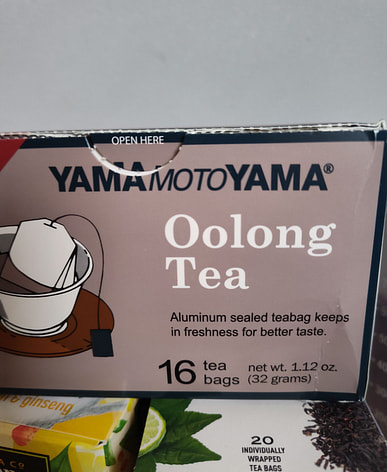 OPEN HERE
YAMAMOTOYAMA®
Oolong
Tea
Aluminum sealed teabag keeps
in freshness for better taste.
16 tea bags net wt. 1.12 oz.
(32 grams)
& ginseng
CO
20
INDIVIDUALLY
WRAPPED
TEA BAGS